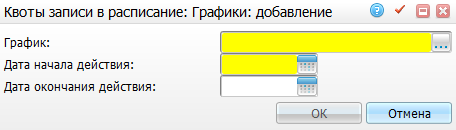 Квоты записи в расписание: Графики: добавление
График:
...
Дата начала действия:
Дата окончания действия:
ОК Отмена